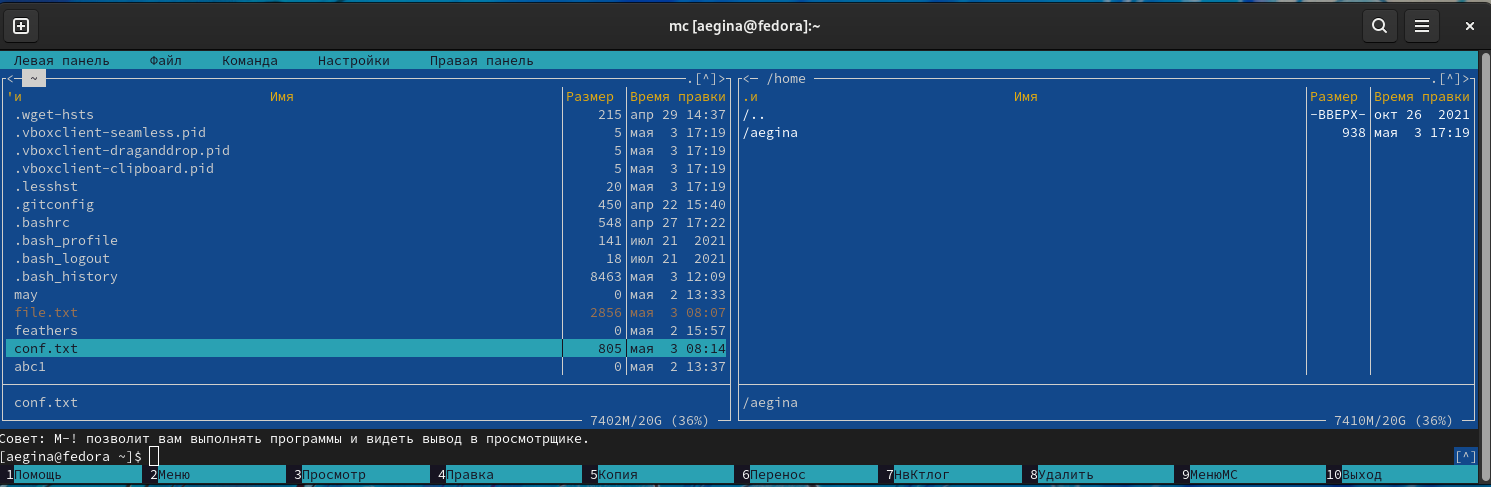 mc [aegina@fedora]:~
Левая панель Файл Команда Настройки Правая панель
<─ ~ .[^]> <─ /home .[^]>
'и Имя Размер Время правки .и Имя Размер Время правки
.wget-hsts 215 апр 29 14:37 /.. -ВВЕРХ- окт 26 2021
.vboxclient-seamless.pid 5 мая 3 17:19 /aegina 938 мая 3 17:19
.vboxclient-draganddrop.pid 5 мая 3 17:19
.vboxclient-clipboard.pid 5 мая 3 17:19
.lesshst 20 мая 3 17:19
.gitconfig 450 апр 22 15:40
.bashrc 548 апр 27 17:22
.bash_profile 141 июл 21 2021
.bash_logout 18 июл 21 2021
.bash_history 8463 мая 3 12:09
may 0 мая 2 13:33
file.txt 2856 мая 3 08:07
feathers 0 мая 2 15:57
conf.txt 805 мая 3 08:14
abc1 0 мая 2 13:37
conf.txt /aegina
7402M/20G (36%) 7410M/20G (36%)
Совет: M-! позволит вам выполнять программы и видеть вывод в просмотрщике.
[aegina@fedora ~]$ [^]
1Помощь 2Меню 3Просмотр 4Правка 5Копия 6Перенос 7НвКтлог 8Удалить 9МенюMC 10Выход